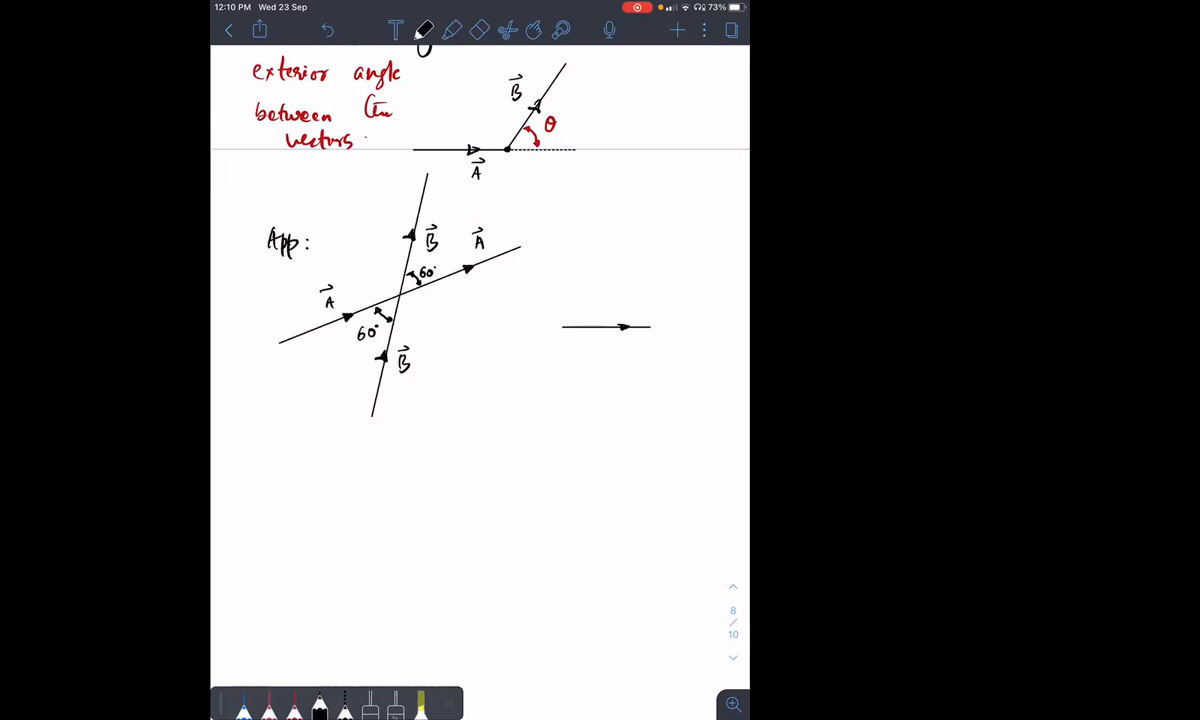 12:10 PM Wed 23 Sep
73%
T
exterior angle
between the
vectors.
B
θ
A
App:
B
A
60°
A
60°
B
8
/
10